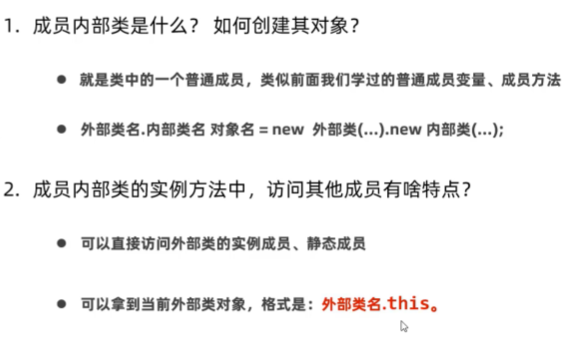 1. 成员内部类是什么？ 如何创建其对象？
● 就是类中的一个普通成员，类似前面我们学过的普通成员变量、成员方法
● 外部类名.内部类名 对象名 = new 外部类(...).new 内部类(...);
2. 成员内部类的实例方法中，访问其他成员有啥特点？
● 可以直接访问外部类的实例成员、静态成员
● 可以拿到当前外部类对象，格式是：外部类名.this。